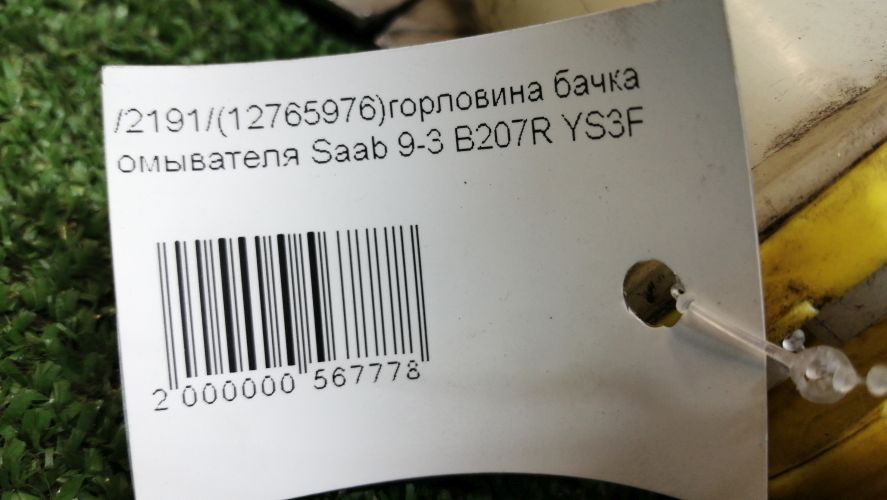 /2191/(12765976)горловина бачка
омывателя Saab 9-3 B207R YS3F
2 000000 567778